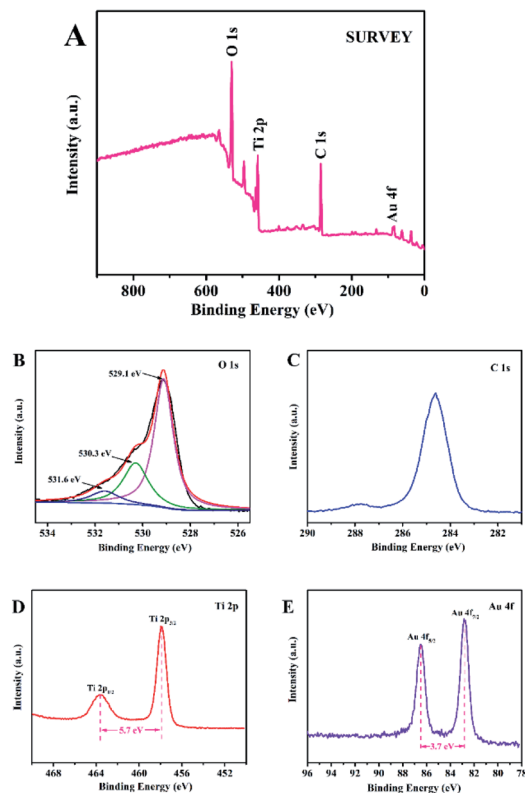 A
SURVEY
O 1s
Ti 2p
C 1s
Au 4f
Intensity (a.u.)
800 600 400 200 0
Binding Energy (eV)
B
O 1s
529.1 eV
530.3 eV
531.6 eV
Intensity (a.u.)
534 532 530 528 526
Binding Energy (eV)
C
C 1s
Intensity (a.u.)
290 287 284 281
Binding Energy (eV)
D
Ti 2p
Ti 2p3/2
Ti 2p1/2
5.7 eV
Intensity (a.u.)
468 464 460 456 452
Binding Energy (eV)
E
Au 4f
Au 4f7/2
Au 4f5/2
3.7 eV
Intensity (a.u.)
96 94 92 90 88 86 84 82 80 78
Binding Energy (eV)